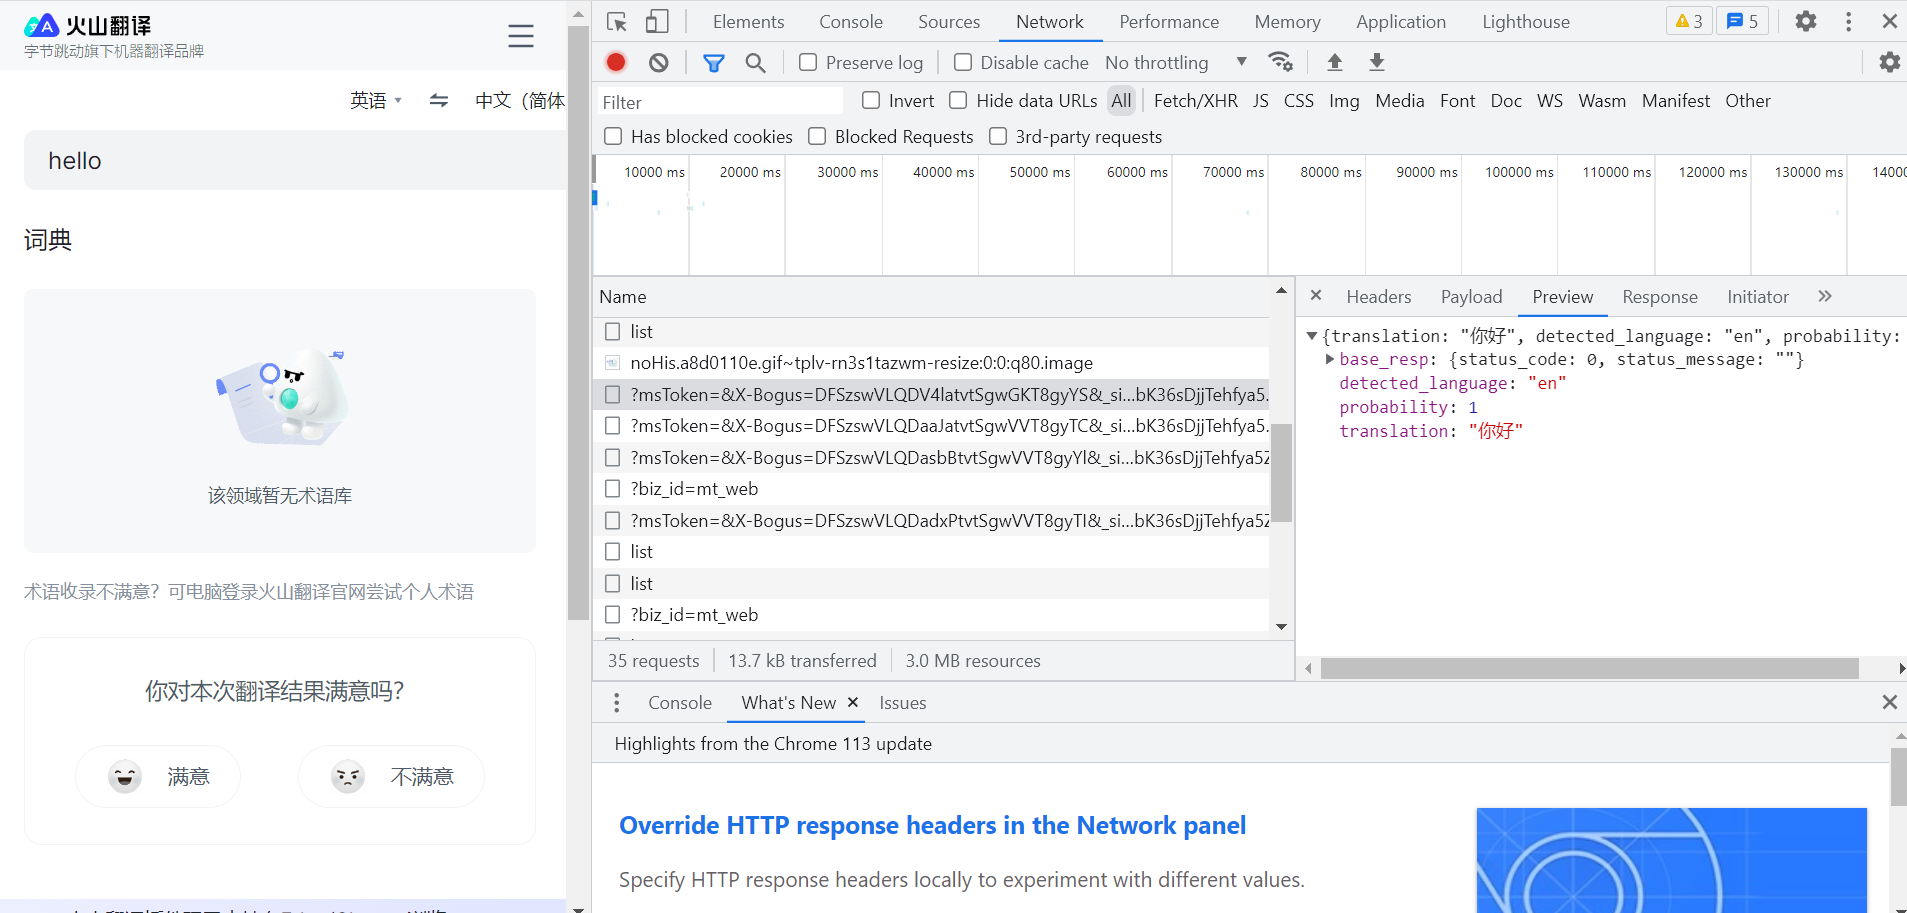 火山翻译
字节跳动旗下机器翻译品牌
英语
中文（简体
hello
词典
该领域暂无术语库
术语收录不满意？可电脑登录火山翻译官网尝试个人术语
你对本次翻译结果满意吗？
满意
不满意
Elements Console Sources Network Performance Memory Application Lighthouse 3 5
Preserve log Disable cache No throttling
Filter Invert Hide data URLs All Fetch/XHR JS CSS Img Media Font Doc WS Wasm Manifest Other
Has blocked cookies Blocked Requests 3rd-party requests
10000 ms 20000 ms 30000 ms 40000 ms 50000 ms 60000 ms 70000 ms 80000 ms 90000 ms 100000 ms 110000 ms 120000 ms 130000 ms 14000
Name
list
noHis.a8d0110e.gif~tplv-rn3s1tazwm-resize:0:0:q80.image
?msToken=&X-Bogus=DFSzswVLQDV4latvtSgwGKT8gyYS&_si...bK36sDjjTehfya5.
?msToken=&X-Bogus=DFSzswVLQDaaJatvtSgwVVT8gyTC&_si...bK36sDjjTehfya5.
?msToken=&X-Bogus=DFSzswVLQDasbBtvtSgwVVT8gyYl&_si...bK36sDjjTehfya5Z
?biz_id=mt_web
?msToken=&X-Bogus=DFSzswVLQDadxPtvtSgwVVT8gyTI&_si...bK36sDjjTehfya5Z
list
list
?biz_id=mt_web
35 requests 13.7 kB transferred 3.0 MB resources
Headers Payload Preview Response Initiator
{translation: "你好", detected_language: "en", probability:
base_resp: {status_code: 0, status_message: ""}
detected_language: "en"
probability: 1
translation: "你好"
Console What's New Issues
Highlights from the Chrome 113 update
Override HTTP response headers in the Network panel
Specify HTTP response headers locally to experiment with different values.